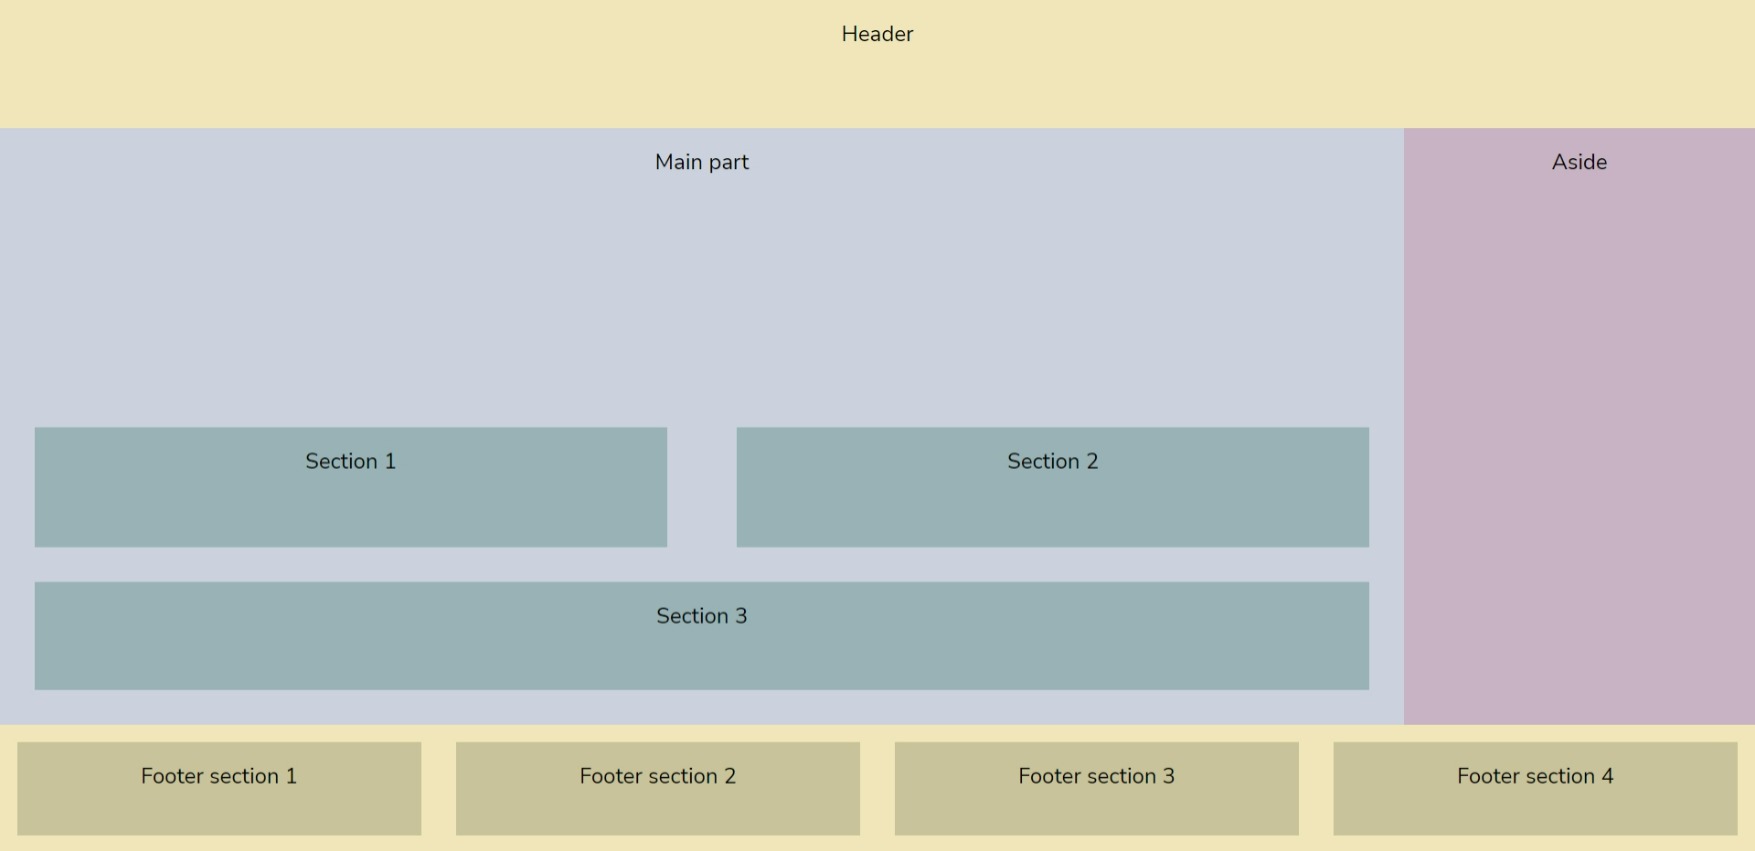 Header
Main part
Aside
Section 1
Section 2
Section 3
Footer section 1
Footer section 2
Footer section 3
Footer section 4